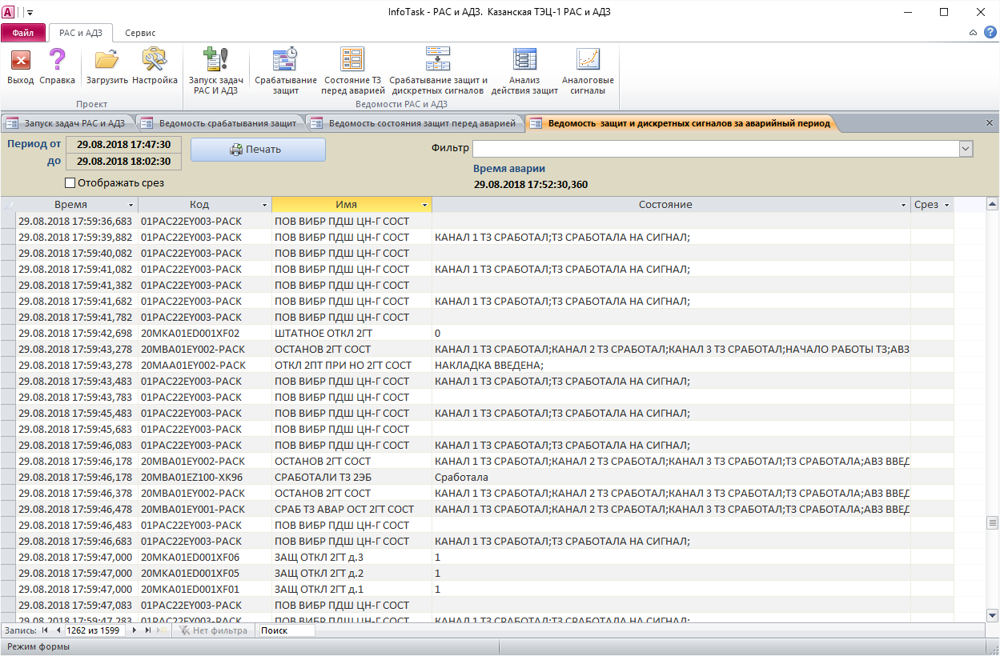 InfoTask - РАС и АДЗ. Казанская ТЭЦ-1 РАС и АДЗ
Файл РАС и АДЗ Сервис
Выход Справка Загрузить Настройка Запуск задач РАС И АДЗ Срабатывание защит Состояние ТЗ перед аварией Срабатывание защит и дискретных сигналов Анализ действия защит Аналоговые сигналы
Проект Ведомости РАС и АДЗ
Запуск задач РАС и АДЗ Ведомость срабатывания защит Ведомость состояния защит перед аварией Ведомость защит и дискретных сигналов за аварийный период
Период от 29.08.2018 17:47:30 Печать Фильтр
до 29.08.2018 18:02:30 Время аварии
Отображать срез 29.08.2018 17:52:30,360
Время Код Имя Состояние Срез
29.08.2018 17:59:36,683 01PAC22EY003-РАСК ПОВ ВИБР ПДШ ЦН-Г СОСТ
29.08.2018 17:59:39,882 01PAC22EY003-РАСК ПОВ ВИБР ПДШ ЦН-Г СОСТ КАНАЛ 1 ТЗ СРАБОТАЛ;ТЗ СРАБОТАЛА НА СИГНАЛ;
29.08.2018 17:59:40,082 01PAC22EY003-РАСК ПОВ ВИБР ПДШ ЦН-Г СОСТ
29.08.2018 17:59:41,082 01PAC22EY003-РАСК ПОВ ВИБР ПДШ ЦН-Г СОСТ КАНАЛ 1 ТЗ СРАБОТАЛ;ТЗ СРАБОТАЛА НА СИГНАЛ;
29.08.2018 17:59:41,382 01PAC22EY003-РАСК ПОВ ВИБР ПДШ ЦН-Г СОСТ
29.08.2018 17:59:41,682 01PAC22EY003-РАСК ПОВ ВИБР ПДШ ЦН-Г СОСТ КАНАЛ 1 ТЗ СРАБОТАЛ;ТЗ СРАБОТАЛА НА СИГНАЛ;
29.08.2018 17:59:41,782 01PAC22EY003-РАСК ПОВ ВИБР ПДШ ЦН-Г СОСТ
29.08.2018 17:59:42,698 20MKA01ED001XF02 ШТАТНОЕ ОТКЛ 2ГТ 0
29.08.2018 17:59:43,278 20MBA01EY002-РАСК ОСТАНОВ 2ГТ СОСТ КАНАЛ 1 ТЗ СРАБОТАЛ;КАНАЛ 2 ТЗ СРАБОТАЛ;КАНАЛ 3 ТЗ СРАБОТАЛ;НАЧАЛО РАБОТЫ ТЗ;АВЗ
29.08.2018 17:59:43,278 20MAA01EY002-РАСК ОТКЛ 2ПТ ПРИ НО 2ГТ СОСТ НАКЛАДКА ВВЕДЕНА;
29.08.2018 17:59:43,483 01PAC22EY003-РАСК ПОВ ВИБР ПДШ ЦН-Г СОСТ КАНАЛ 1 ТЗ СРАБОТАЛ;ТЗ СРАБОТАЛА НА СИГНАЛ;
29.08.2018 17:59:43,783 01PAC22EY003-РАСК ПОВ ВИБР ПДШ ЦН-Г СОСТ
29.08.2018 17:59:45,483 01PAC22EY003-РАСК ПОВ ВИБР ПДШ ЦН-Г СОСТ КАНАЛ 1 ТЗ СРАБОТАЛ;ТЗ СРАБОТАЛА НА СИГНАЛ;
29.08.2018 17:59:45,683 01PAC22EY003-РАСК ПОВ ВИБР ПДШ ЦН-Г СОСТ
29.08.2018 17:59:46,083 01PAC22EY003-РАСК ПОВ ВИБР ПДШ ЦН-Г СОСТ КАНАЛ 1 ТЗ СРАБОТАЛ;ТЗ СРАБОТАЛА НА СИГНАЛ;
29.08.2018 17:59:46,178 20MBA01EY002-РАСК ОСТАНОВ 2ГТ СОСТ КАНАЛ 1 ТЗ СРАБОТАЛ;КАНАЛ 2 ТЗ СРАБОТАЛ;КАНАЛ 3 ТЗ СРАБОТАЛ;ТЗ СРАБОТАЛА;АВЗ ВВЕД
29.08.2018 17:59:46,178 20MBA01EZ100-XK96 СРАБОТАЛИ ТЗ 2ЭБ Сработала
29.08.2018 17:59:46,378 20MBA01EY002-РАСК ОСТАНОВ 2ГТ СОСТ КАНАЛ 1 ТЗ СРАБОТАЛ;КАНАЛ 2 ТЗ СРАБОТАЛ;КАНАЛ 3 ТЗ СРАБОТАЛ;ТЗ СРАБОТАЛА;АВЗ ВВЕД
29.08.2018 17:59:46,478 20MBA01EY001-РАСК СРАБ ТЗ АВАР ОСТ 2ГТ СОСТ КАНАЛ 1 ТЗ СРАБОТАЛ;КАНАЛ 2 ТЗ СРАБОТАЛ;КАНАЛ 3 ТЗ СРАБОТАЛ;ТЗ СРАБОТАЛА;АВЗ ВВЕД
29.08.2018 17:59:46,483 01PAC22EY003-РАСК ПОВ ВИБР ПДШ ЦН-Г СОСТ
29.08.2018 17:59:46,683 01PAC22EY003-РАСК ПОВ ВИБР ПДШ ЦН-Г СОСТ КАНАЛ 1 ТЗ СРАБОТАЛ;ТЗ СРАБОТАЛА НА СИГНАЛ;
29.08.2018 17:59:47,000 20MKA01ED001XF06 ЗАЩ ОТКЛ 2ГТ д.3 1
29.08.2018 17:59:47,000 20MKA01ED001XF05 ЗАЩ ОТКЛ 2ГТ д.2 1
29.08.2018 17:59:47,000 20MKA01ED001XF01 ЗАЩ ОТКЛ 2ГТ д.1 1
29.08.2018 17:59:47,083 01PAC22EY003-РАСК ПОВ ВИБР ПДШ ЦН-Г СОСТ
29.08.2018 17:59:47,283 01PAC22EY003-РАСК ПОВ ВИБР ПДШ ЦН-Г СОСТ КАНАЛ 1 ТЗ СРАБОТАЛ;ТЗ СРАБОТАЛА НА СИГНАЛ;
Запись: 1262 из 1599 Нет фильтра Поиск
Режим формы